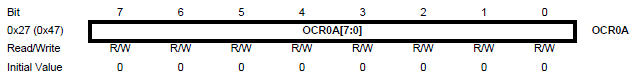 Bit 7 6 5 4 3 2 1 0
0x27 (0x47) OCR0A[7:0] OCR0A
Read/Write R/W R/W R/W R/W R/W R/W R/W R/W
Initial Value 0 0 0 0 0 0 0 0